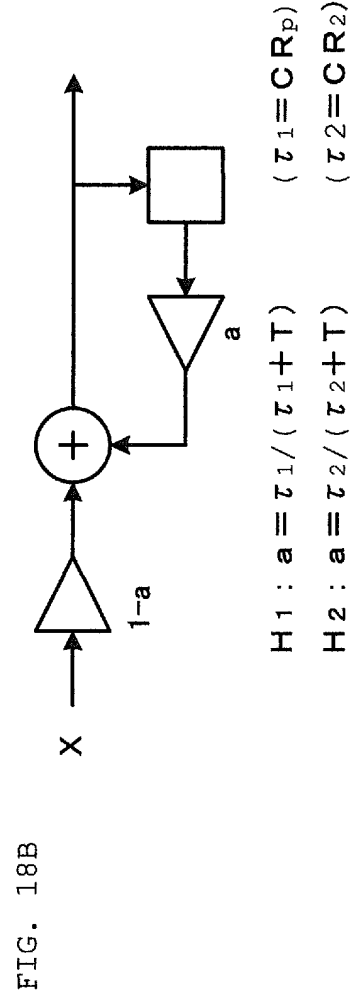 FIG. 18B
X
1-a
+
a
H1 : a = τ1/(τ1+T) (τ1=CRp)
H2 : a = τ2/(τ2+T) (τ2=CR2)